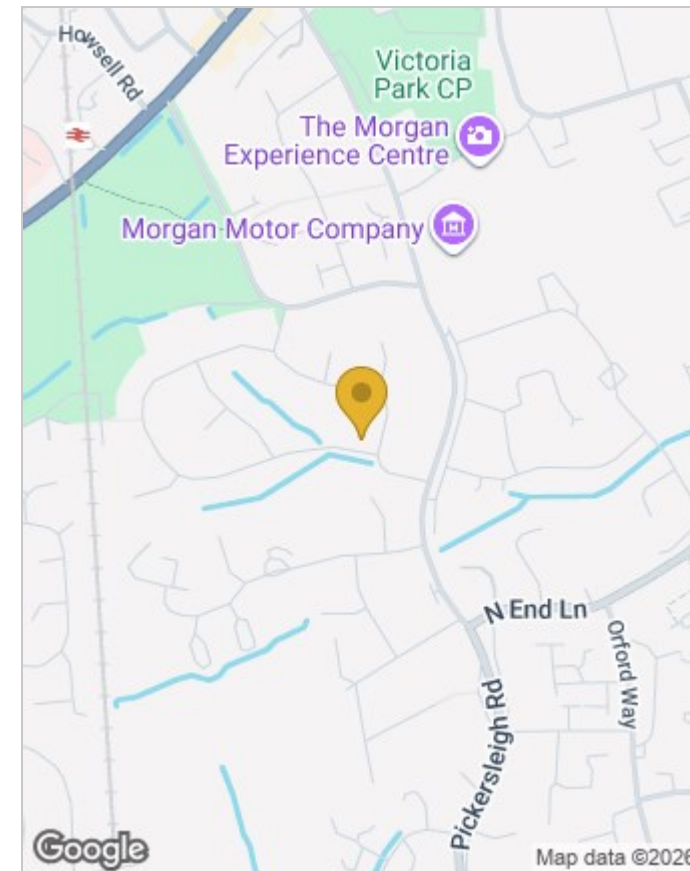 Howsell Rd
Victoria
Park CP
The Morgan
Experience Centre
Morgan Motor Company
N End Ln
Orford Way
Pickersleigh Rd
Google
Map data ©2026